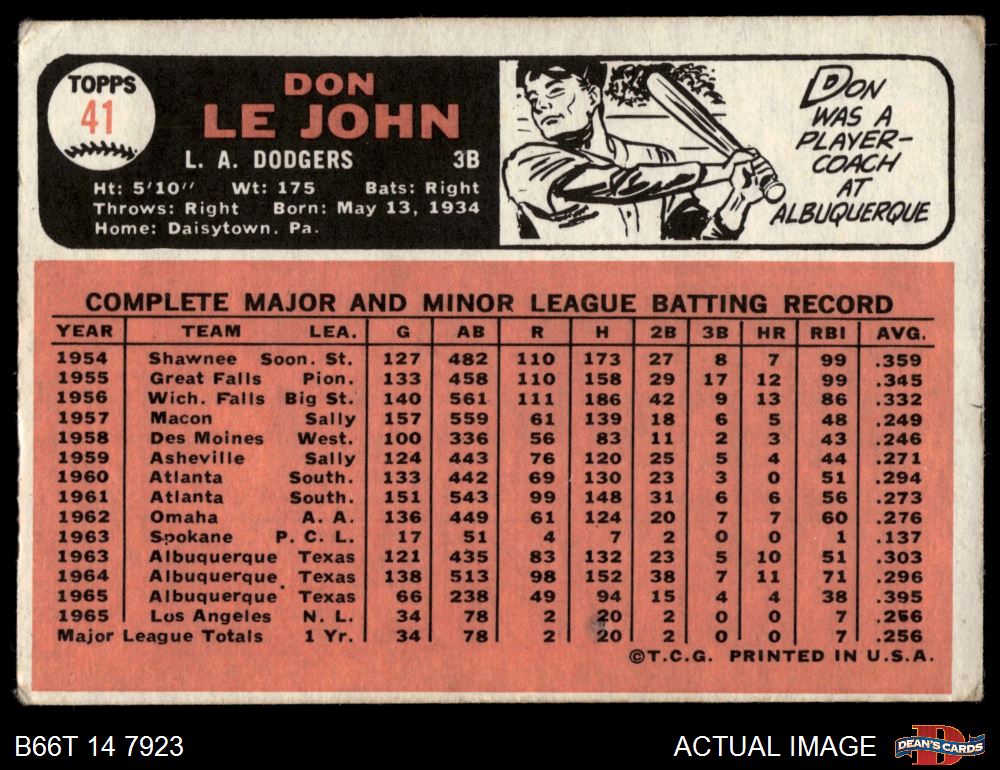 TOPPS
41
DON
LE JOHN
L. A. DODGERS 3B
Ht: 5'10" Wt: 175 Bats: Right
Throws: Right Born: May 13, 1934
Home: Daisytown. Pa.
DON
WAS A
PLAYER-
COACH
AT
ALBUQUERQUE
COMPLETE MAJOR AND MINOR LEAGUE BATTING RECORD
YEAR TEAM LEA. G AB R H 2B 3B HR RBI AVG.
1954 Shawnee Soon. St. 127 482 110 173 27 8 7 99 .359
1955 Great Falls Pion. 133 458 110 158 29 17 12 99 .345
1956 Wich. Falls Big St. 140 561 111 186 42 9 13 86 .332
1957 Macon Sally 157 559 61 139 18 6 5 48 .249
1958 Des Moines West. 100 336 56 83 11 2 3 43 .246
1959 Asheville Sally 124 443 76 120 25 5 4 44 .271
1960 Atlanta South. 133 442 69 130 23 3 0 51 .294
1961 Atlanta South. 151 543 99 148 31 6 6 56 .273
1962 Omaha A. A. 136 449 61 124 20 7 7 60 .276
1963 Spokane P. C. L. 17 51 4 7 2 0 0 1 .137
1963 Albuquerque Texas 121 435 83 132 23 5 10 51 .303
1964 Albuquerque Texas 138 513 98 152 38 7 11 71 .296
1965 Albuquerque Texas 66 238 49 94 15 4 4 38 .395
1965 Los Angeles N. L. 34 78 2 20 2 0 0 7 .256
Major League Totals 1 Yr. 34 78 2 20 2 0 0 7 .256
©T.C.G. PRINTED IN U.S.A.
B66T 14 7923 ACTUAL IMAGE
D
DEAN'S CARDS